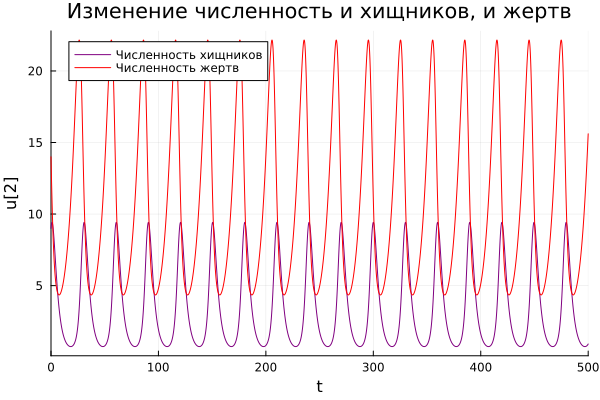 Изменение численность и хищников, и жертв
Численность хищников
Численность жертв
u[2]
20
15
10
5
0
100
200
300
400
500
t